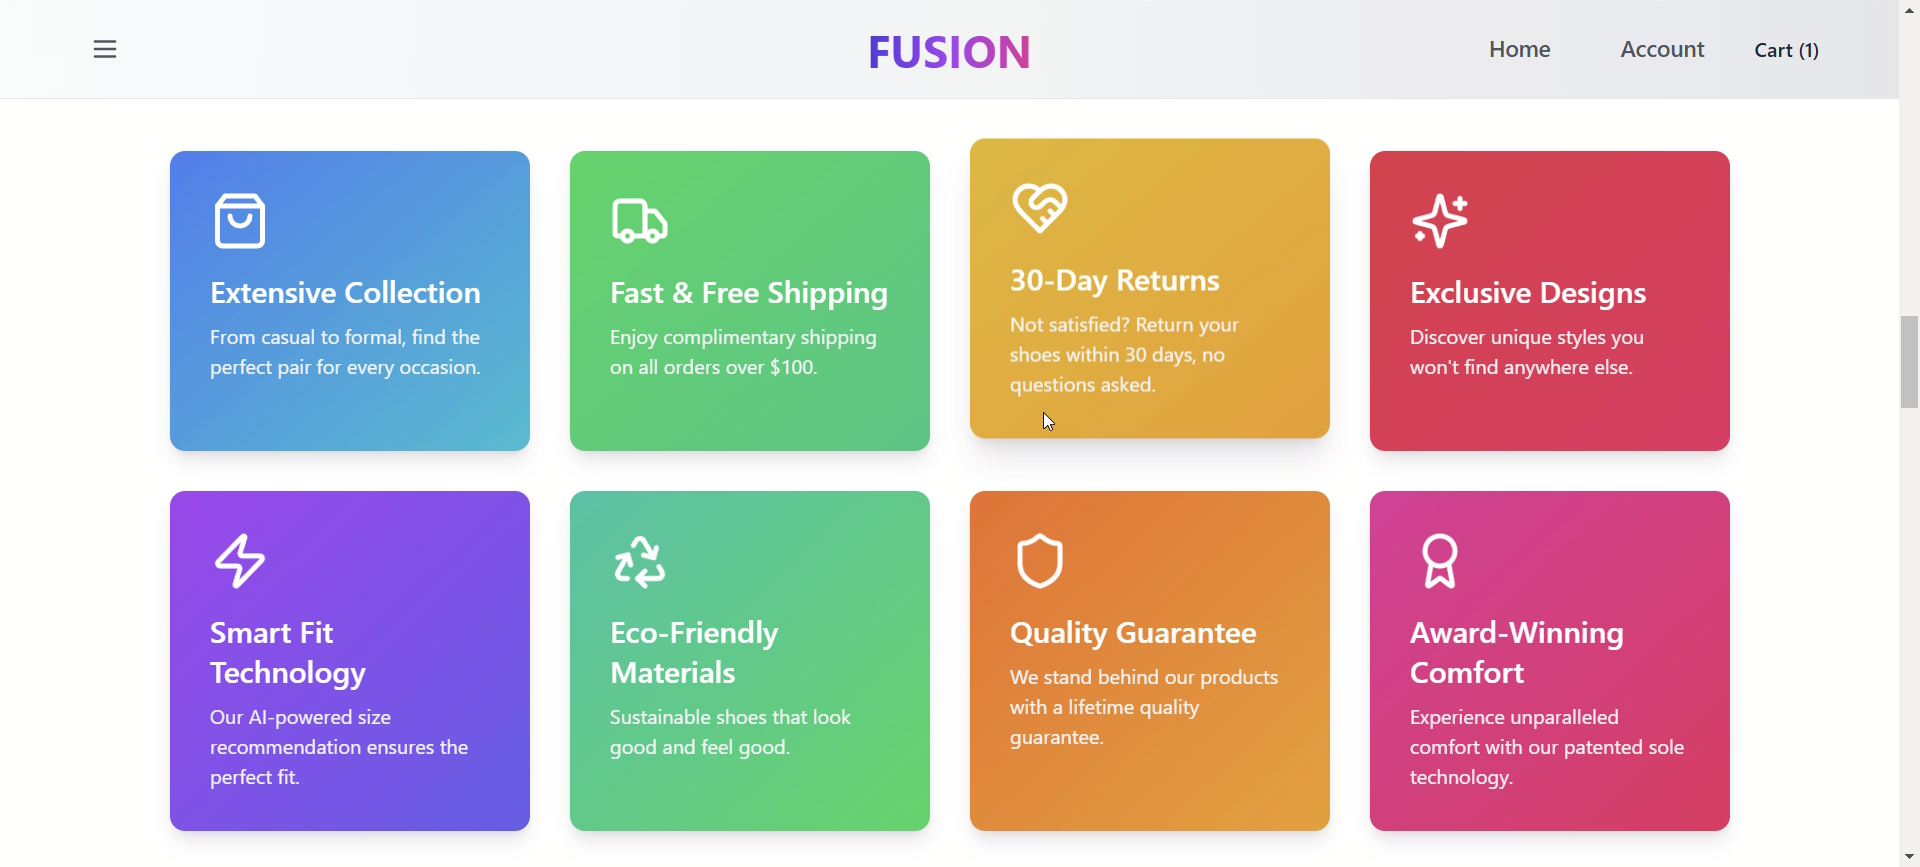 FUSION
Home
Account
Cart (1)
Extensive Collection
From casual to formal, find the
perfect pair for every occasion.
Fast & Free Shipping
Enjoy complimentary shipping
on all orders over $100.
30-Day Returns
Not satisfied? Return your
shoes within 30 days, no
questions asked.
Exclusive Designs
Discover unique styles you
won't find anywhere else.
Smart Fit
Technology
Our AI-powered size
recommendation ensures the
perfect fit.
Eco-Friendly
Materials
Sustainable shoes that look
good and feel good.
Quality Guarantee
We stand behind our products
with a lifetime quality
guarantee.
Award-Winning
Comfort
Experience unparalleled
comfort with our patented sole
technology.